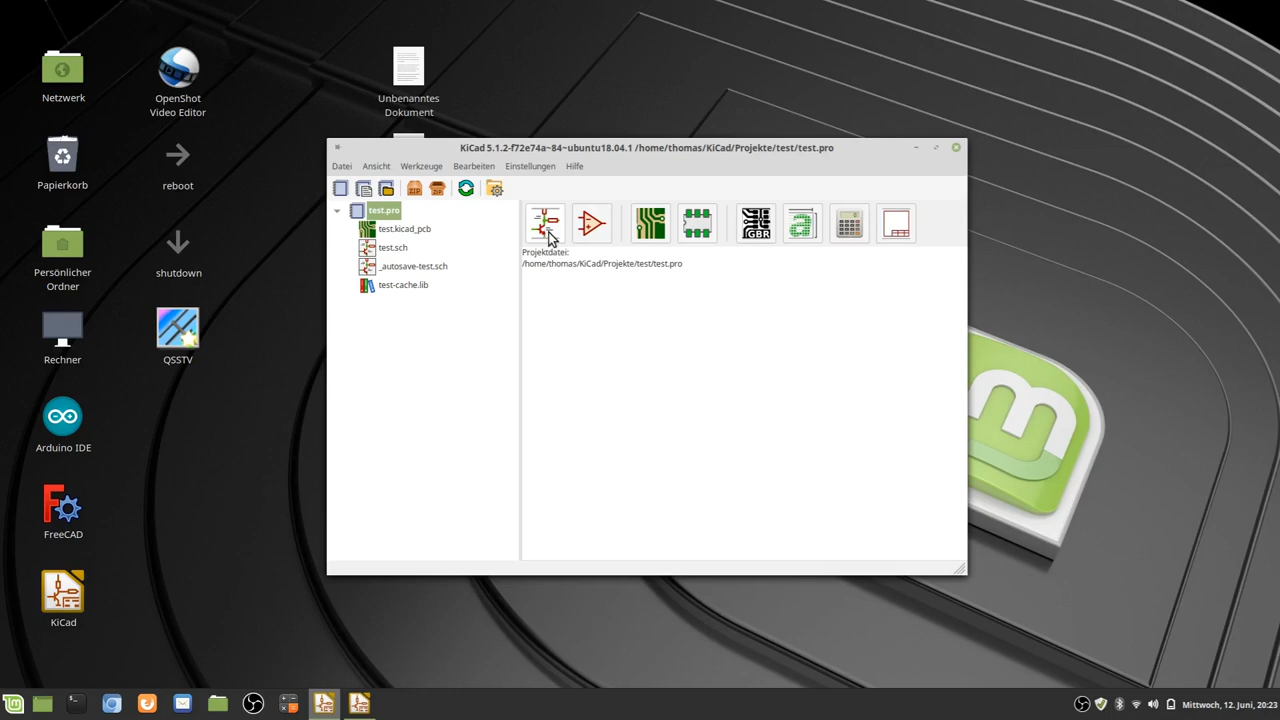 Netzwerk
OpenShot
Video Editor
Unbenanntes
Dokument
Papierkorb
reboot
Persönlicher
Ordner
shutdown
Rechner
QSSTV
Arduino IDE
FreeCAD
KiCad
KiCad 5.1.2-f72e74a~84~ubuntu18.04.1 /home/thomas/KiCad/Projekte/test/test.pro
Datei Ansicht Werkzeuge Bearbeiten Einstellungen Hilfe
ZIP ZIP
test.pro
test.kicad_pcb
test.sch
_autosave-test.sch
test-cache.lib
GBR a
Projektdatei:
/home/thomas/KiCad/Projekte/test/test.pro
Mittwoch, 12. Juni, 20:23